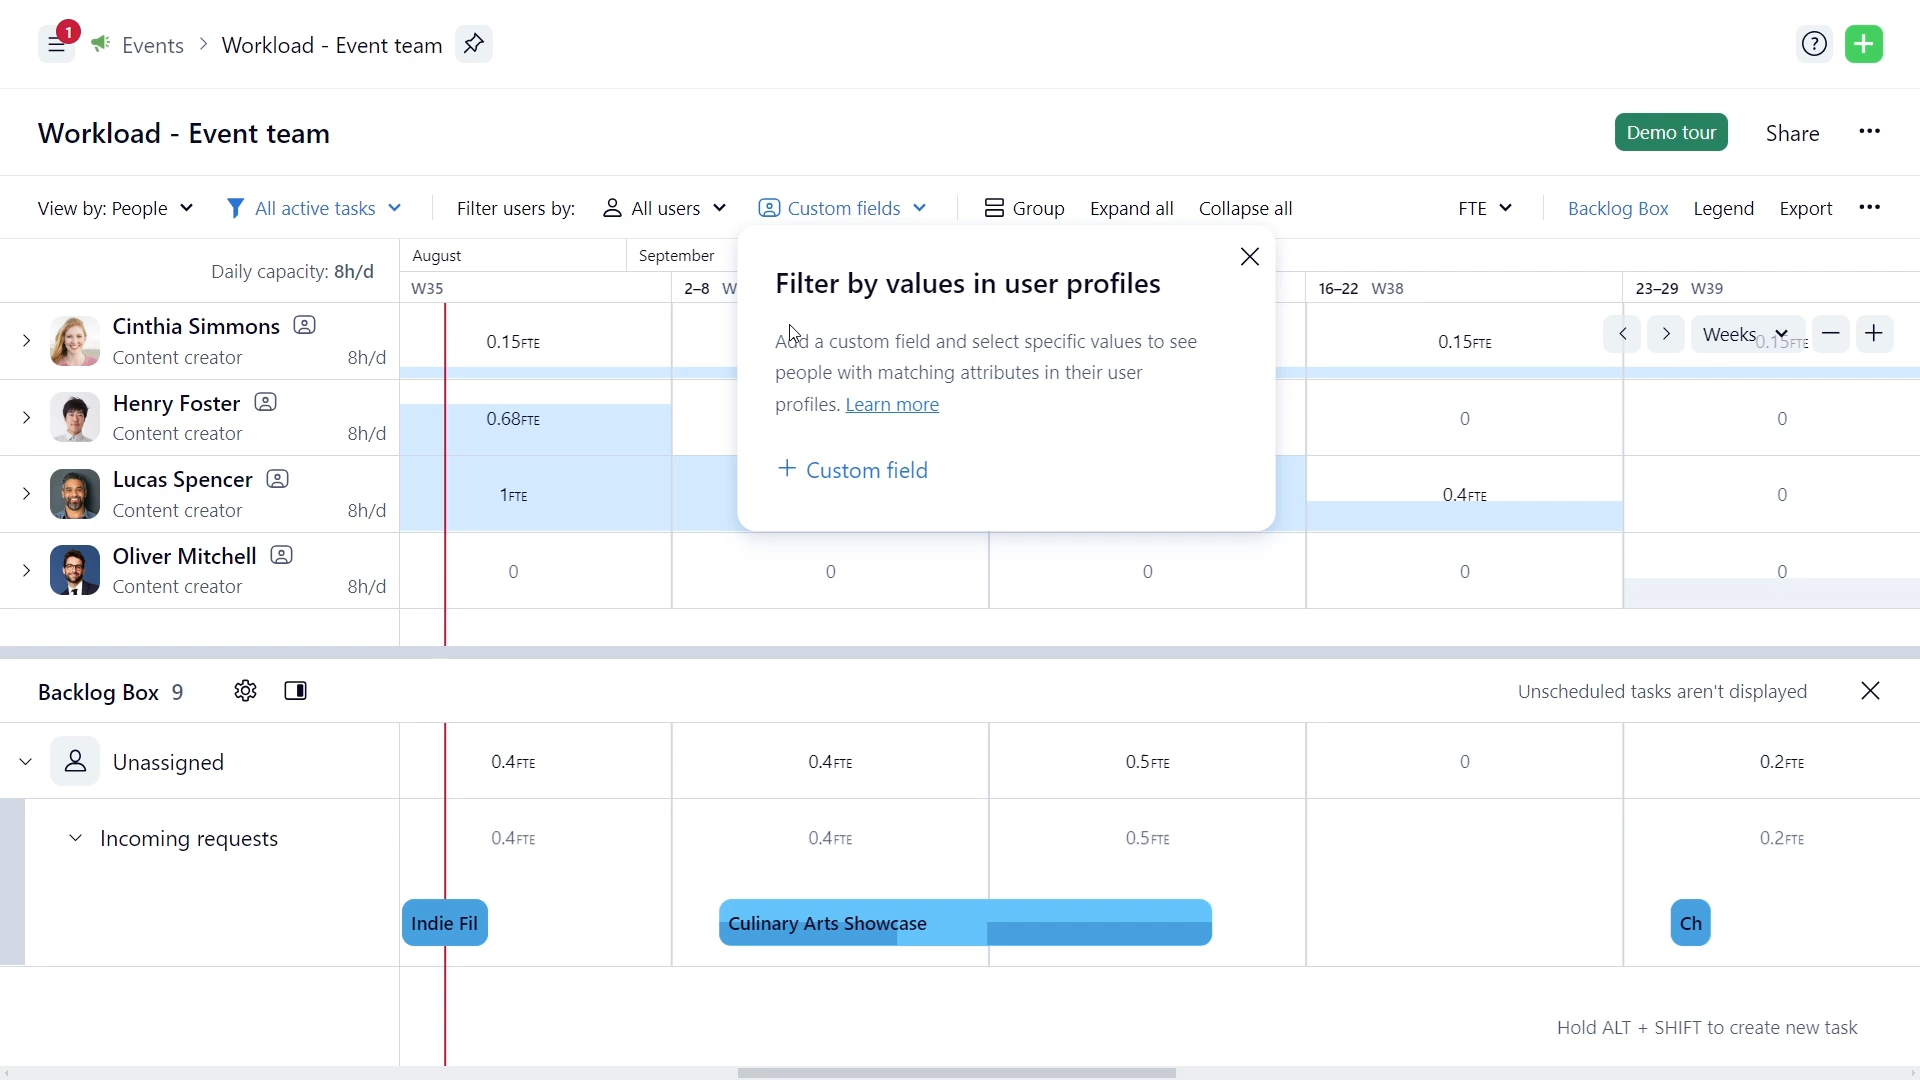 1
Events > Workload - Event team
Workload - Event team
Demo tour
Share
View by: People
All active tasks
Filter users by:
All users
Custom fields
Group
Expand all
Collapse all
FTE
Backlog Box
Legend
Export
Daily capacity: 8h/d
August
September
W35
2–8 W
16–22 W38
23–29 W39
Filter by values in user profiles
Add a custom field and select specific values to see
people with matching attributes in their user
profiles. Learn more
+ Custom field
Weeks
Cinthia Simmons
Content creator 8h/d
0.15FTE
0.15FTE
0.15FTE
Henry Foster
Content creator 8h/d
0.68FTE
0
0
Lucas Spencer
Content creator 8h/d
1FTE
0.4FTE
0
Oliver Mitchell
Content creator 8h/d
0
0
0
0
0
Backlog Box 9
Unscheduled tasks aren't displayed
Unassigned
0.4FTE
0.4FTE
0.5FTE
0
0.2FTE
Incoming requests
0.4FTE
0.4FTE
0.5FTE
0.2FTE
Indie Fil
Culinary Arts Showcase
Ch
Hold ALT + SHIFT to create new task